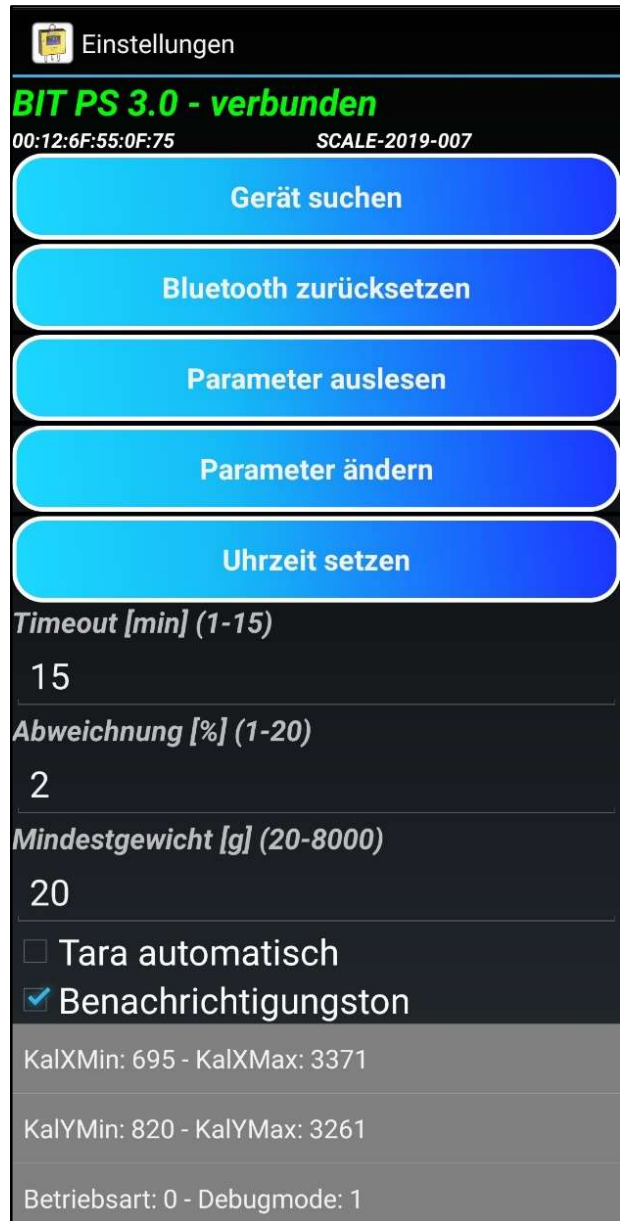 Einstellungen
BIT PS 3.0 - verbunden
00:12:6F:55:0F:75 SCALE-2019-007
Gerät suchen
Bluetooth zurücksetzen
Parameter auslesen
Parameter ändern
Uhrzeit setzen
Timeout [min] (1-15)
15
Abweichnung [%] (1-20)
2
Mindestgewicht [g] (20-8000)
20
Tara automatisch
Benachrichtigungston
KalXMin: 695 - KalXMax: 3371
KalYMin: 820 - KalYMax: 3261
Betriebsart: 0 - Debugmode: 1